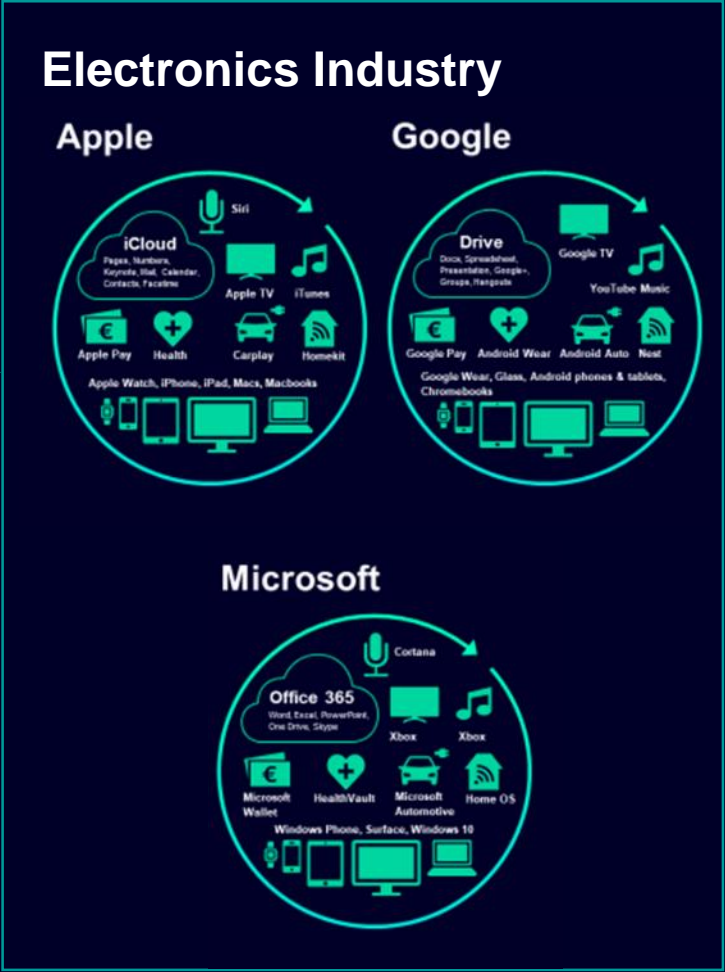 Electronics Industry
Apple
Siri
iCloud
Pages, Numbers,
Keynote, Mail, Calendar,
Contacts, Facetime
Apple TV
iTunes
€
Apple Pay
Health
Carplay
Homekit
Apple Watch, iPhone, iPad, Macs, Macbooks
Google
Drive
Docs, Spreadsheet,
Presentation, Google+,
Groups, Hangouts
Google TV
YouTube Music
€
Google Pay
Android Wear
Android Auto
Nest
Google Wear, Glass, Android phones & tablets,
Chromebooks
Microsoft
Cortana
Office 365
Word, Excel, PowerPoint,
One Drive, Skype
Xbox
Xbox
€
Microsoft
Wallet
HealthVault
Microsoft
Automotive
Home OS
Windows Phone, Surface, Windows 10